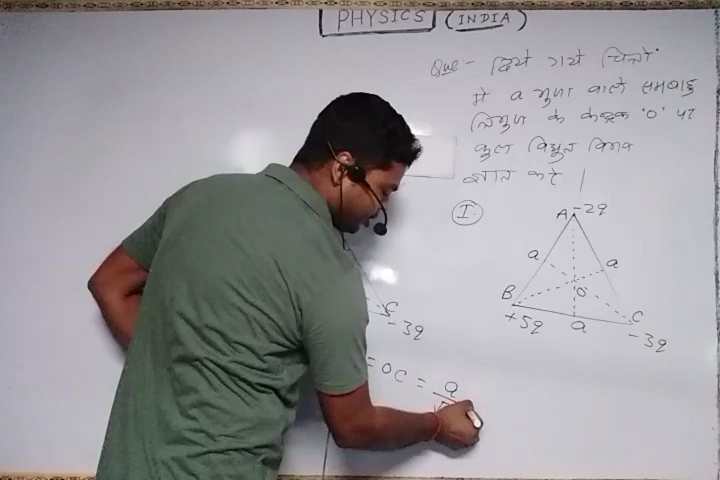 PHYSICS (INDIA)
Que:- दिये गये चित्रों
मे a भुजा वाले समबाहु
त्रिभुज के केन्द्रक 'O' पर
कुल विद्युत विभव
ज्ञात करें |
I:
A -2q
a a
B O
+5q a C
-3q
C
-3q
= OC = a